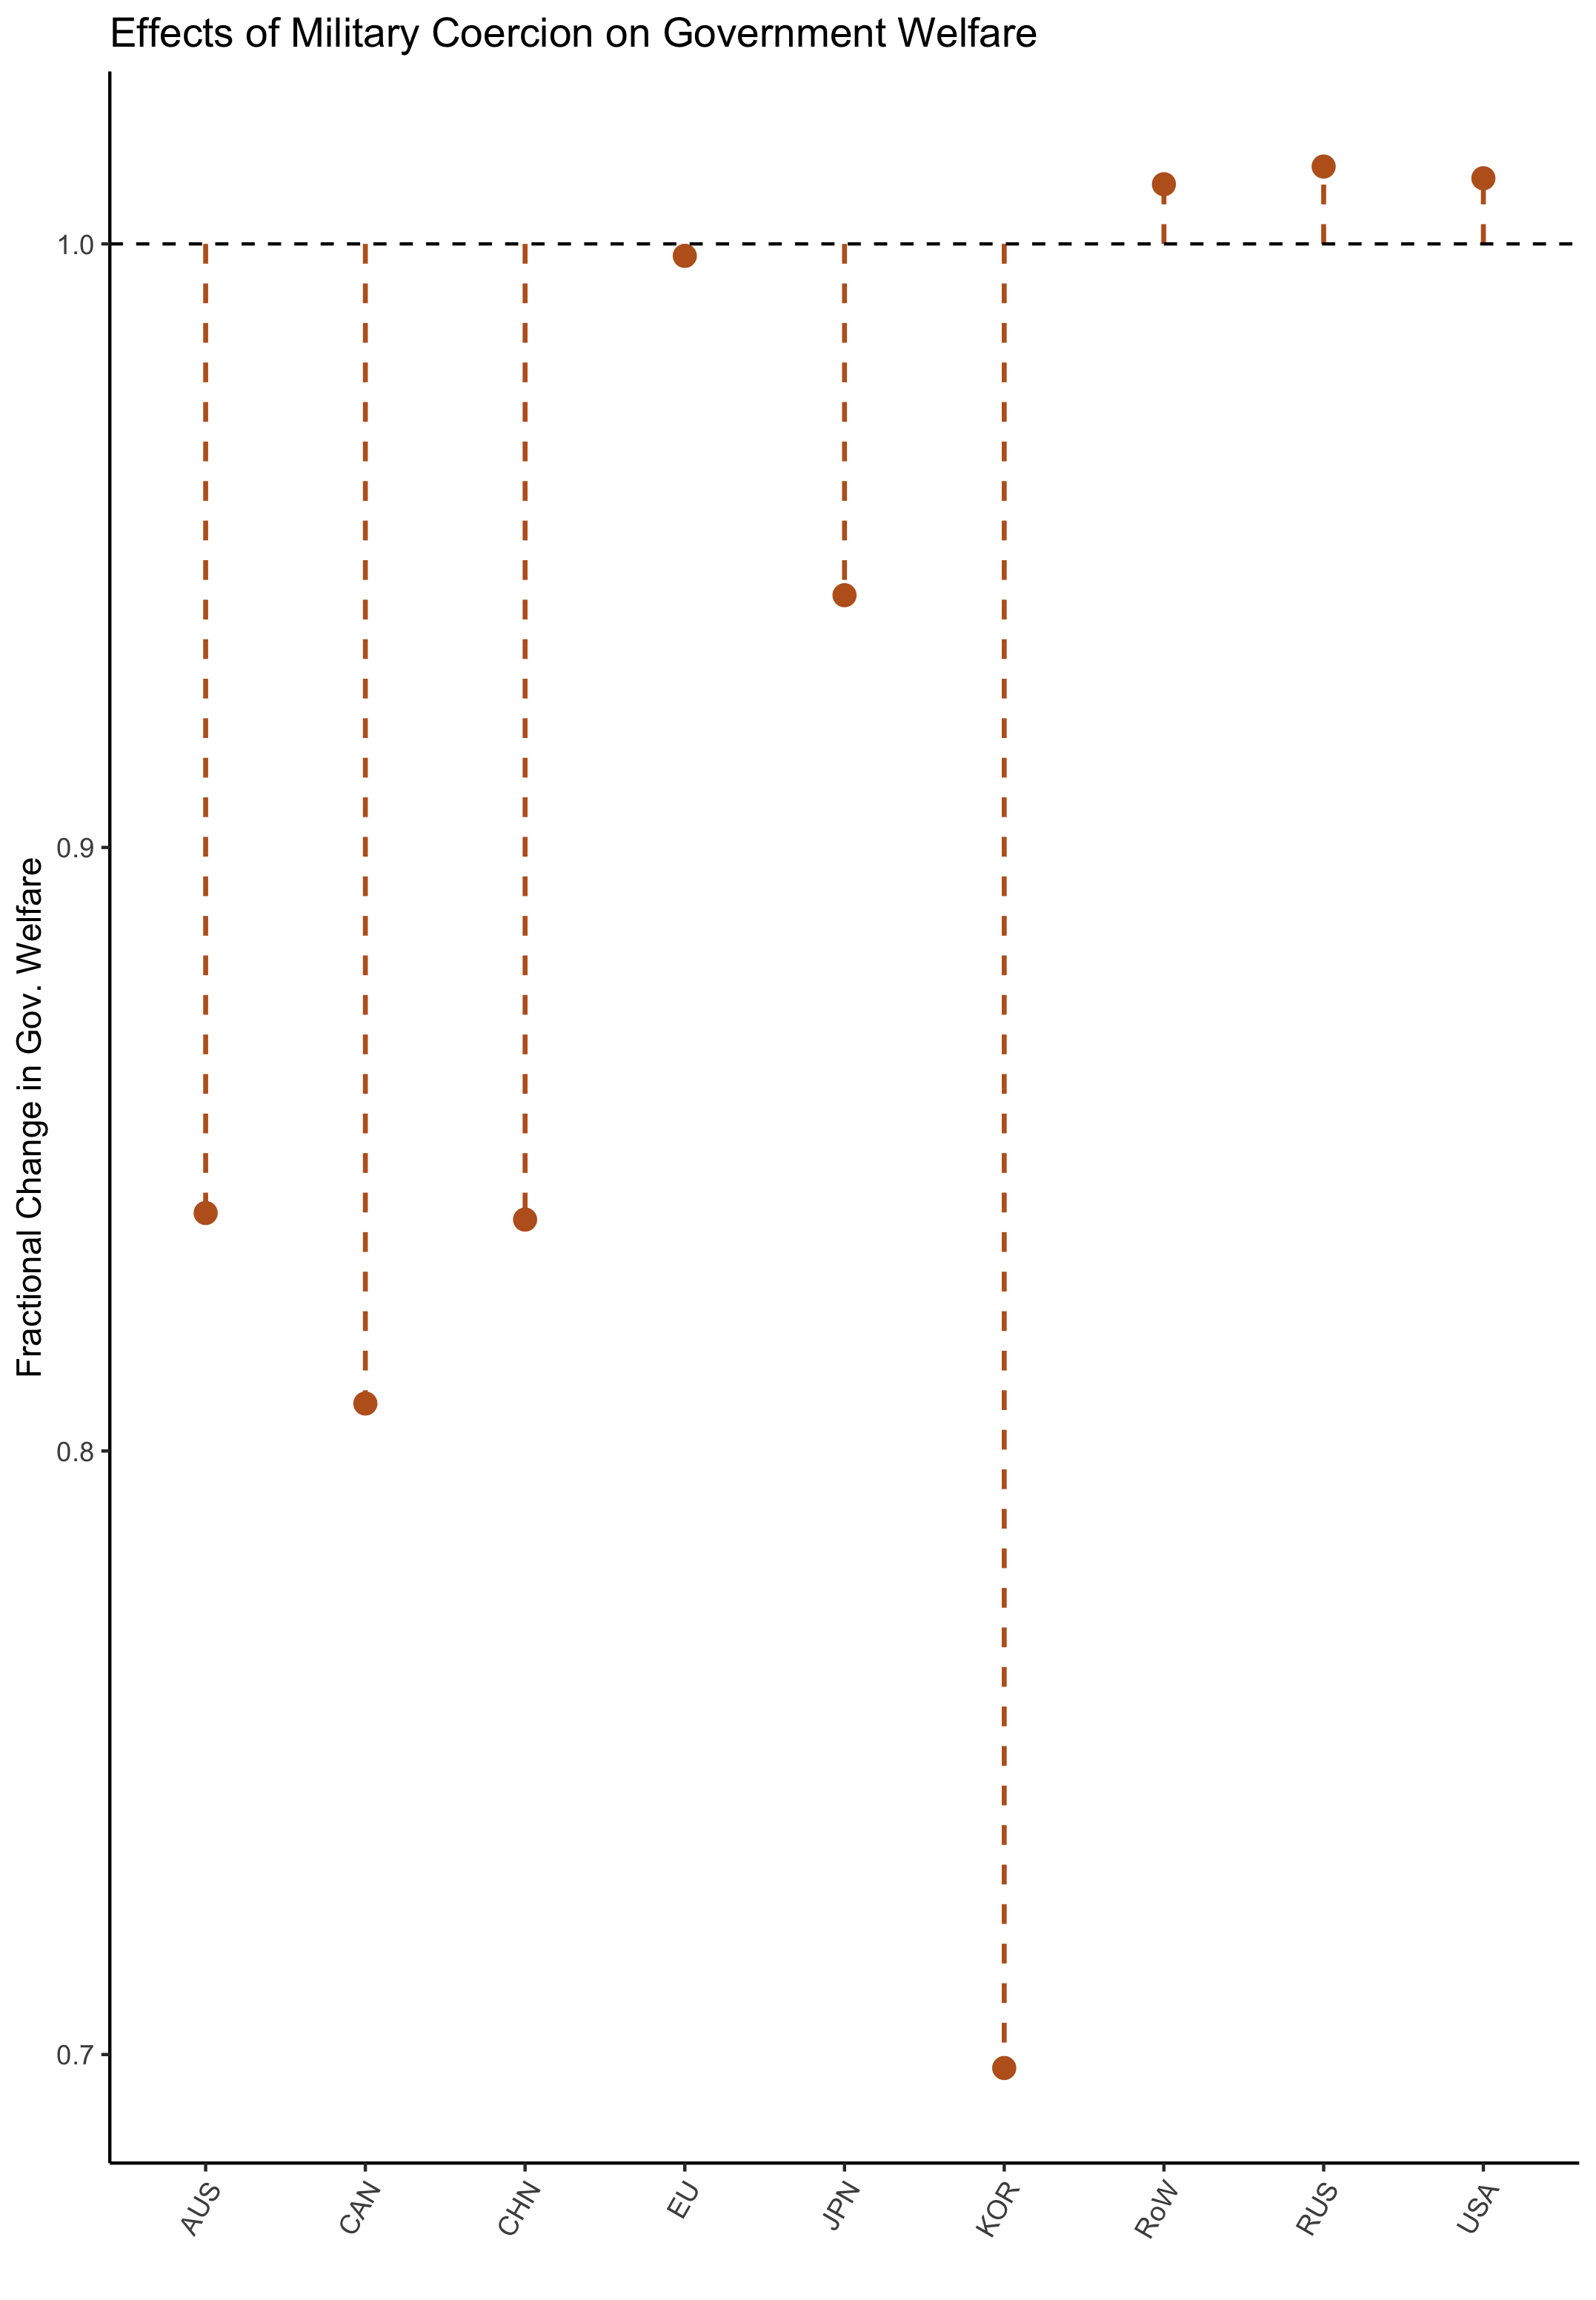 Effects of Military Coercion on Government Welfare
Fractional Change in Gov. Welfare
1.0
0.9
0.8
0.7
AUS
CAN
CHN
EU
JPN
KOR
RoW
RUS
USA